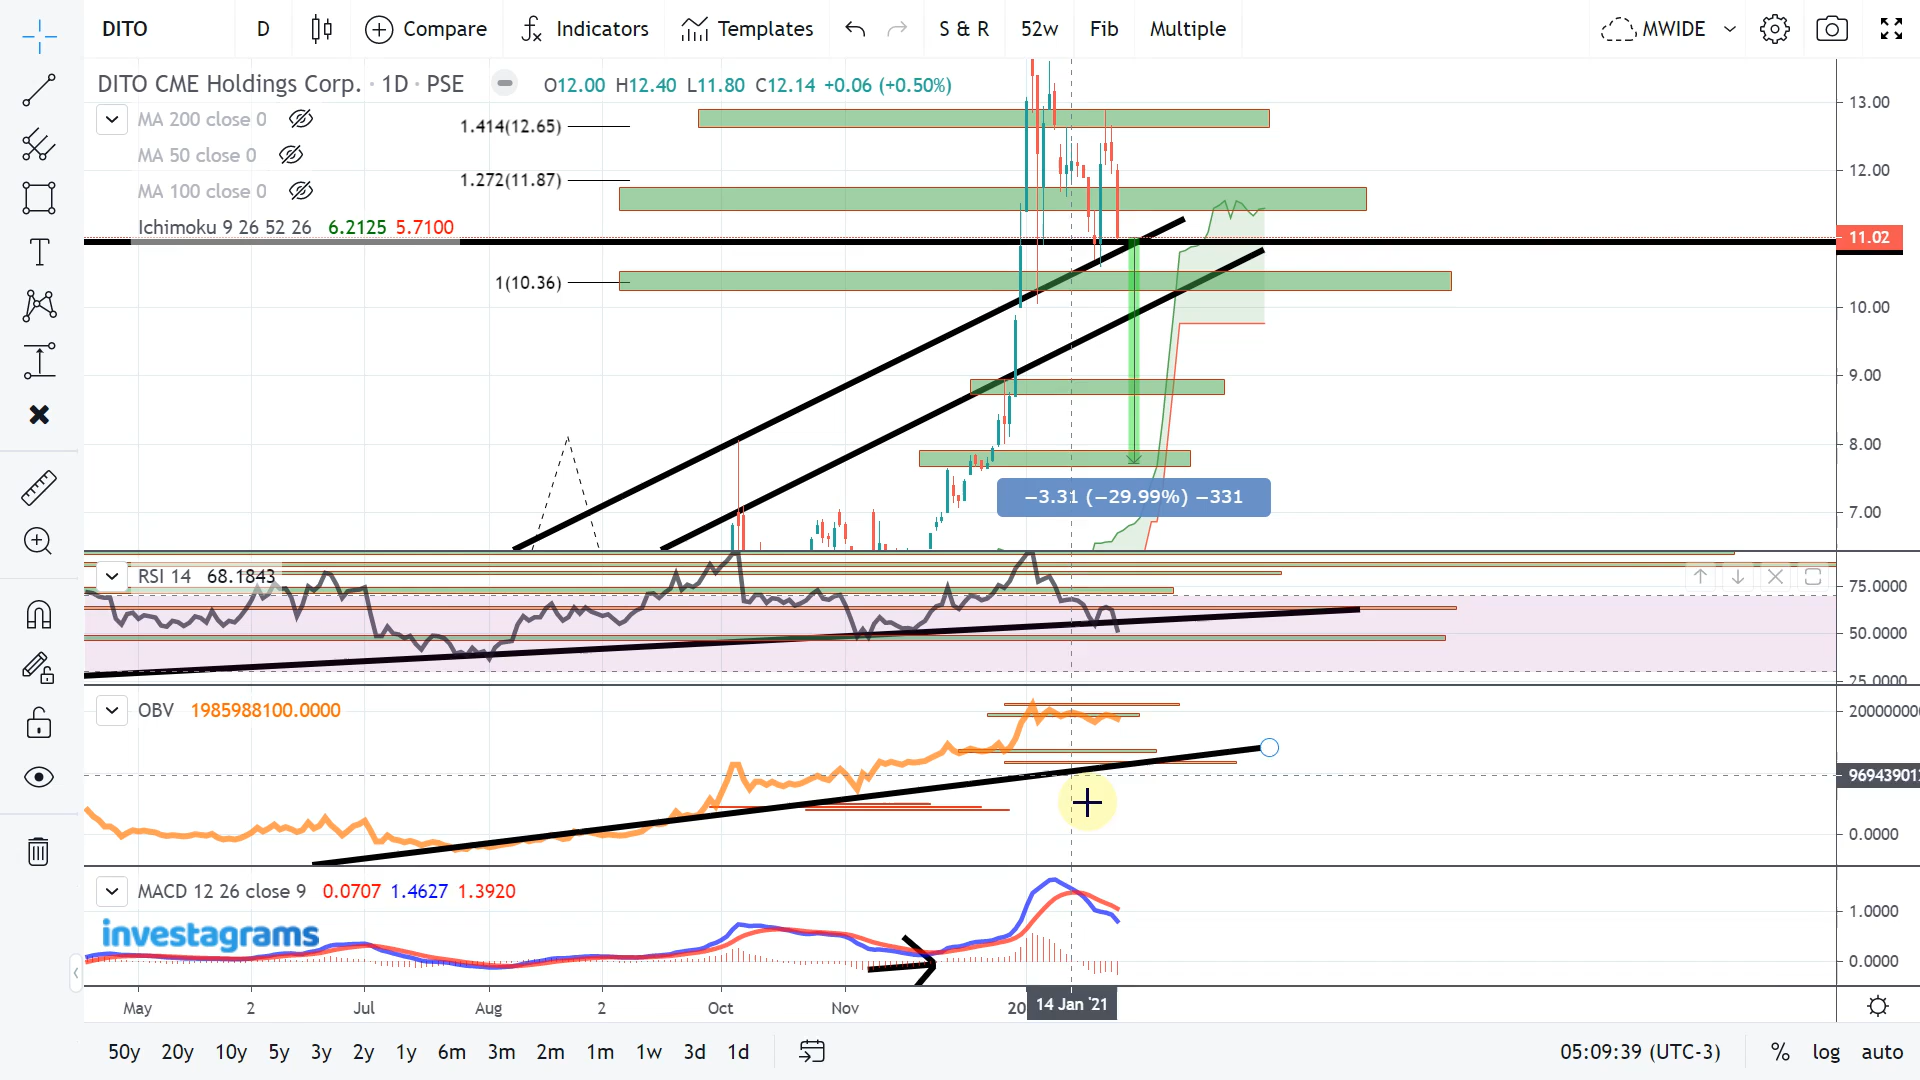 DITO D Compare Indicators Templates S & R 52w Fib Multiple MWIDE
DITO CME Holdings Corp. · 1D · PSE O12.00 H12.40 L11.80 C12.14 +0.06 (+0.50%)
MA 200 close 0
MA 50 close 0
MA 100 close 0
Ichimoku 9 26 52 26 6.2125 5.7100
1.414(12.65)
1.272(11.87)
1(10.36)
13.00
12.00
11.02
10.00
9.00
8.00
7.00
−3.31 (−29.99%) −331
RSI 14 68.1843
75.0000
50.0000
25.0000
OBV 1985988100.0000
200000000
969439013
0.0000
MACD 12 26 close 9 0.0707 1.4627 1.3920
investagrams
1.0000
0.0000
May 2 Jul Aug 2 Oct Nov 20 14 Jan '21
50y 20y 10y 5y 3y 2y 1y 6m 3m 2m 1m 1w 3d 1d 05:09:39 (UTC-3) % log auto